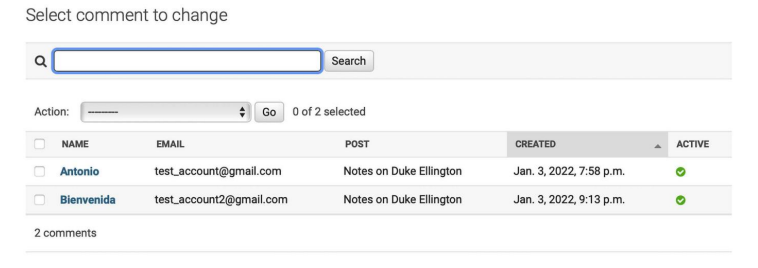 Select comment to change
Search
Action: --------- Go 0 of 2 selected
NAME EMAIL POST CREATED ACTIVE
Antonio test_account@gmail.com Notes on Duke Ellington Jan. 3, 2022, 7:58 p.m.
Bienvenida test_account2@gmail.com Notes on Duke Ellington Jan. 3, 2022, 9:13 p.m.
2 comments